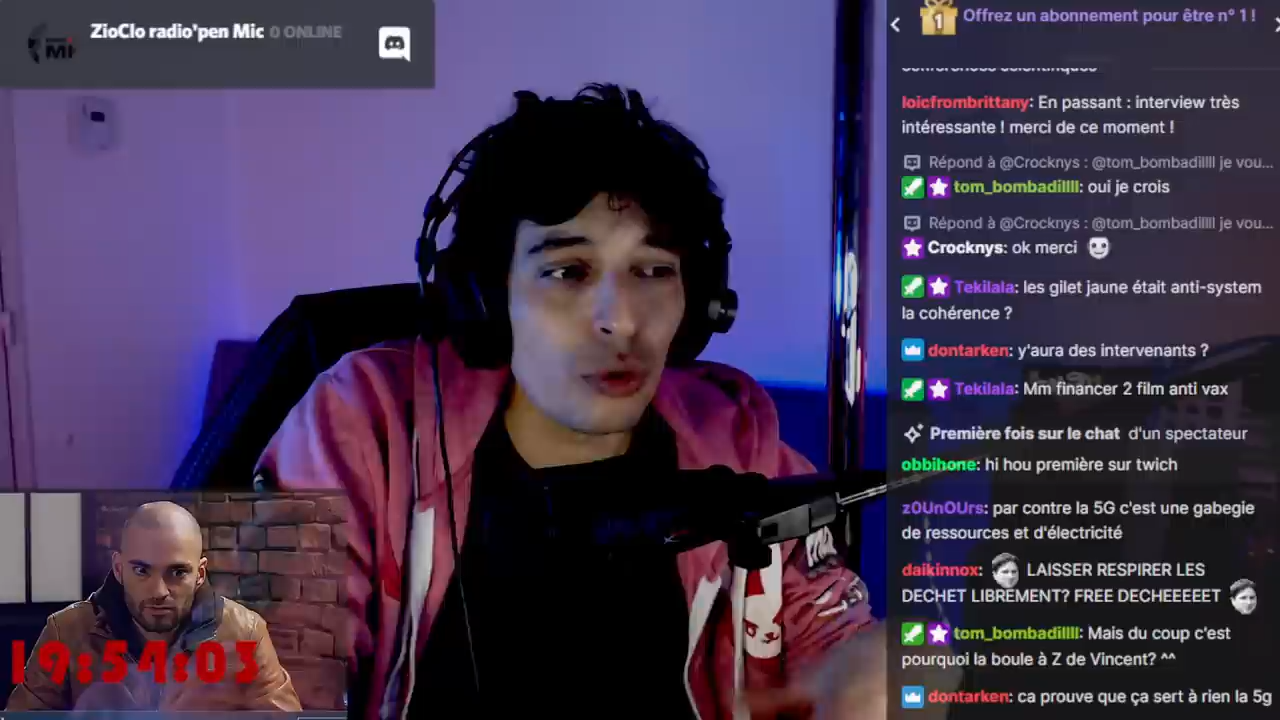 ZioClo radio'pen Mic 0 ONLINE
MI
1 Offrez un abonnement pour être n° 1 !
conférences scientifiques
loicfrombrittany: En passant : interview très
intéressante ! merci de ce moment !
Répond à @Crocknys : @tom_bombadillll je vou...
tom_bombadillll: oui je crois
Répond à @Crocknys : @tom_bombadillll je vou...
Crocknys: ok merci
Tekilala: les gilet jaune était anti-system
la cohérence ?
dontarken: y'aura des intervenants ?
Tekilala: Mm financer 2 film anti vax
Première fois sur le chat d'un spectateur
obbihone: hi hou première sur twich
z0UnOUrs: par contre la 5G c'est une gabegie
de ressources et d'électricité
daikinnox: LAISSER RESPIRER LES
DECHET LIBREMENT? FREE DECHEEEEET
tom_bombadillll: Mais du coup c'est
pourquoi la boule à Z de Vincent? ^^
dontarken: ca prouve que ça sert à rien la 5g
19:54:03